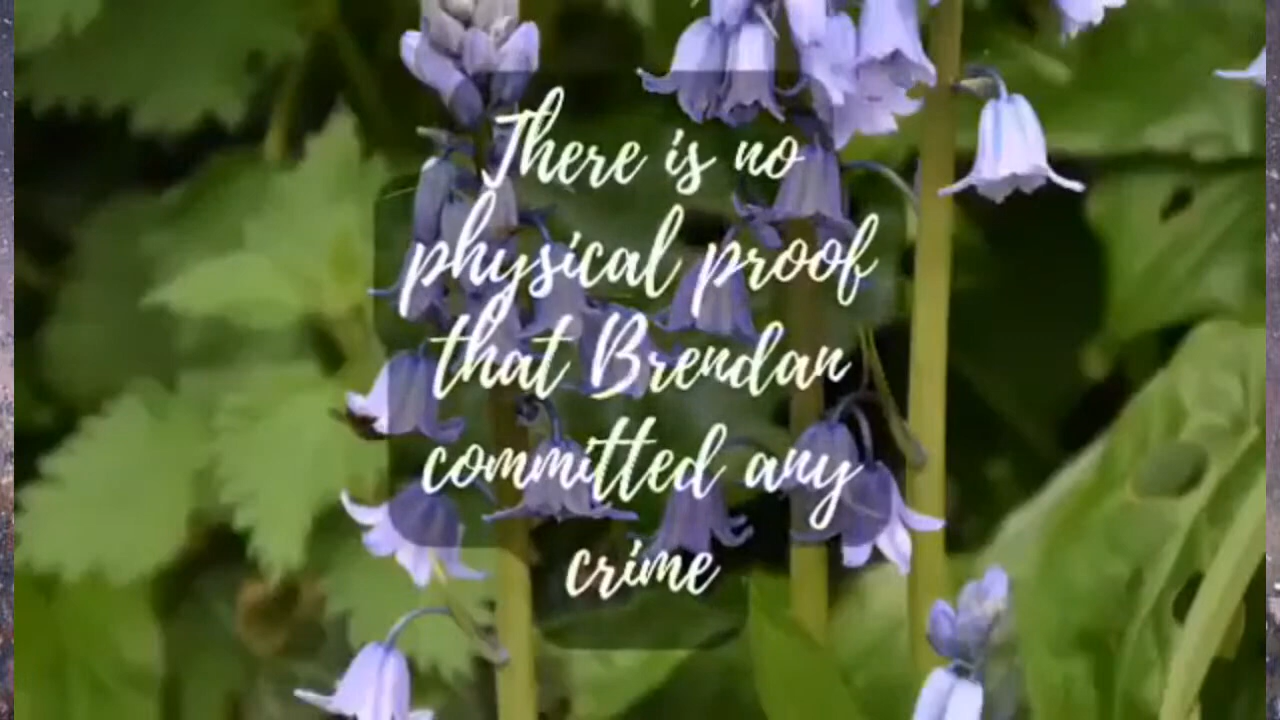 There is no
physical proof
that Brendan
committed any
crime